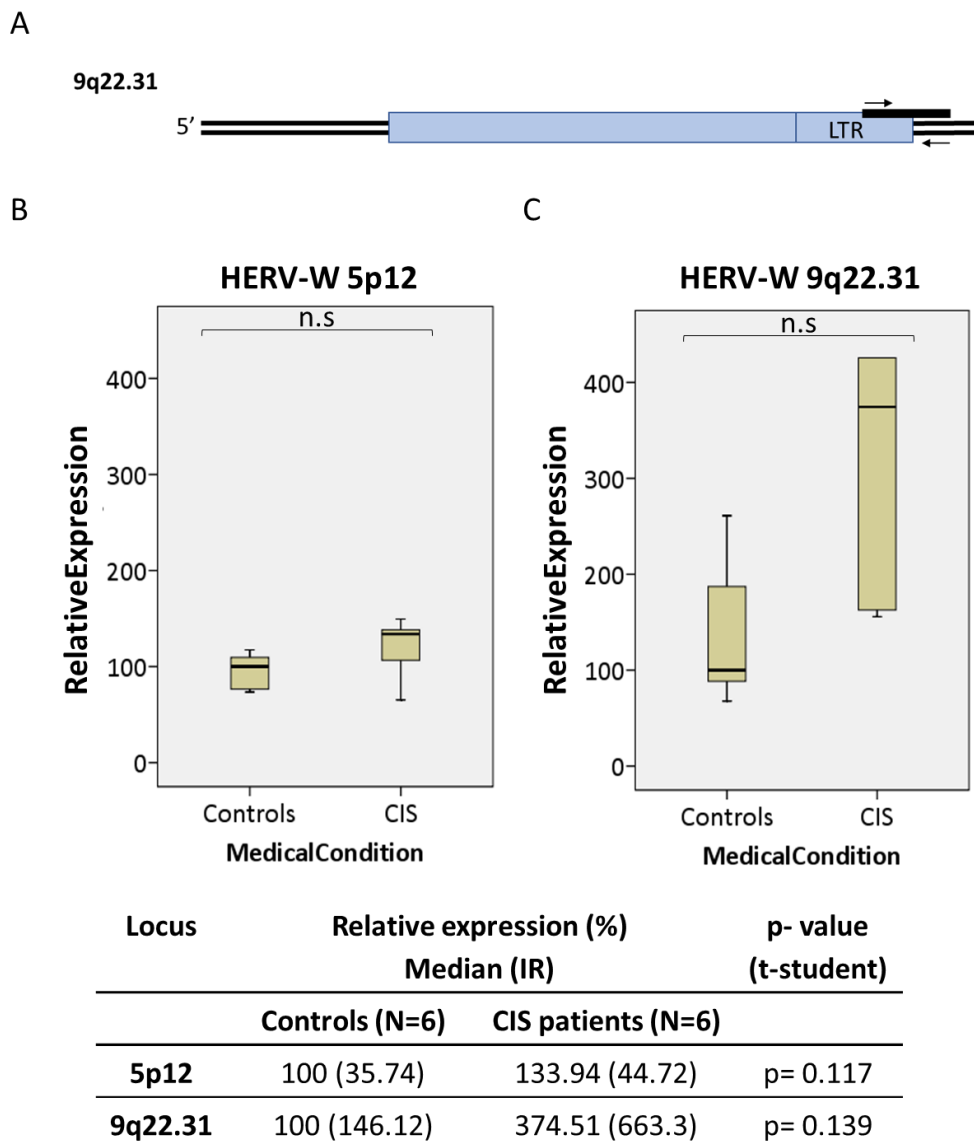 A
9q22.31
5’
LTR
B
C
HERV-W 5p12
HERV-W 9q22.31
n.s
n.s
400
300
200
100
0
RelativeExpression
Controls
CIS
MedicalCondition
400
300
200
100
0
RelativeExpression
Controls
CIS
MedicalCondition
Locus Relative expression (%) p- value
Median (IR) (t-student)
Controls (N=6) CIS patients (N=6)
5p12 100 (35.74) 133.94 (44.72) p= 0.117
9q22.31 100 (146.12) 374.51 (663.3) p= 0.139